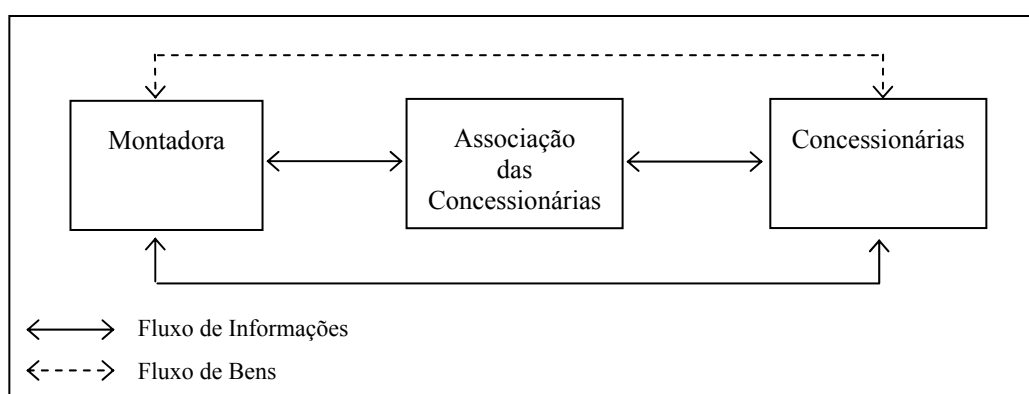 Montadora
Associação
das
Concessionárias
Concessionárias
Fluxo de Informações
Fluxo de Bens